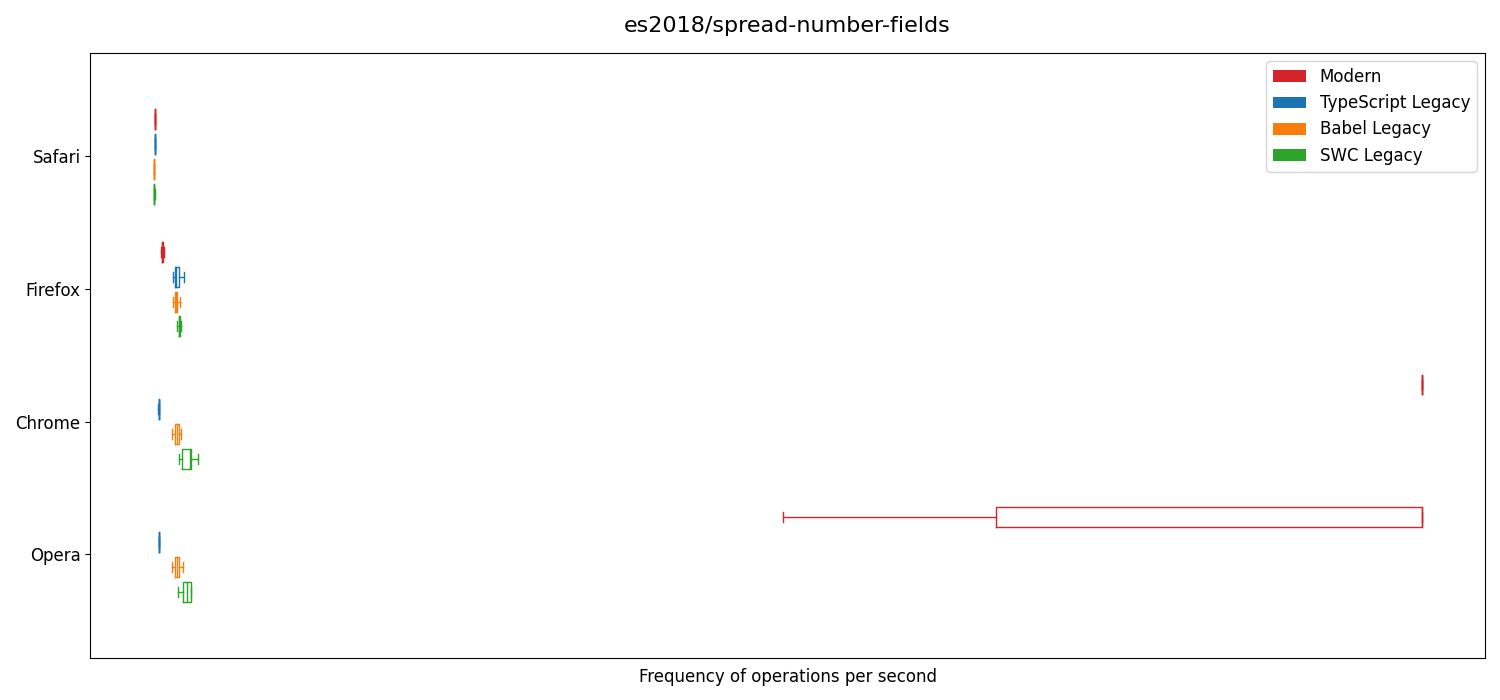 es2018/spread-number-fields
Modern
TypeScript Legacy
Babel Legacy
SWC Legacy
Safari
Firefox
Chrome
Opera
Frequency of operations per second